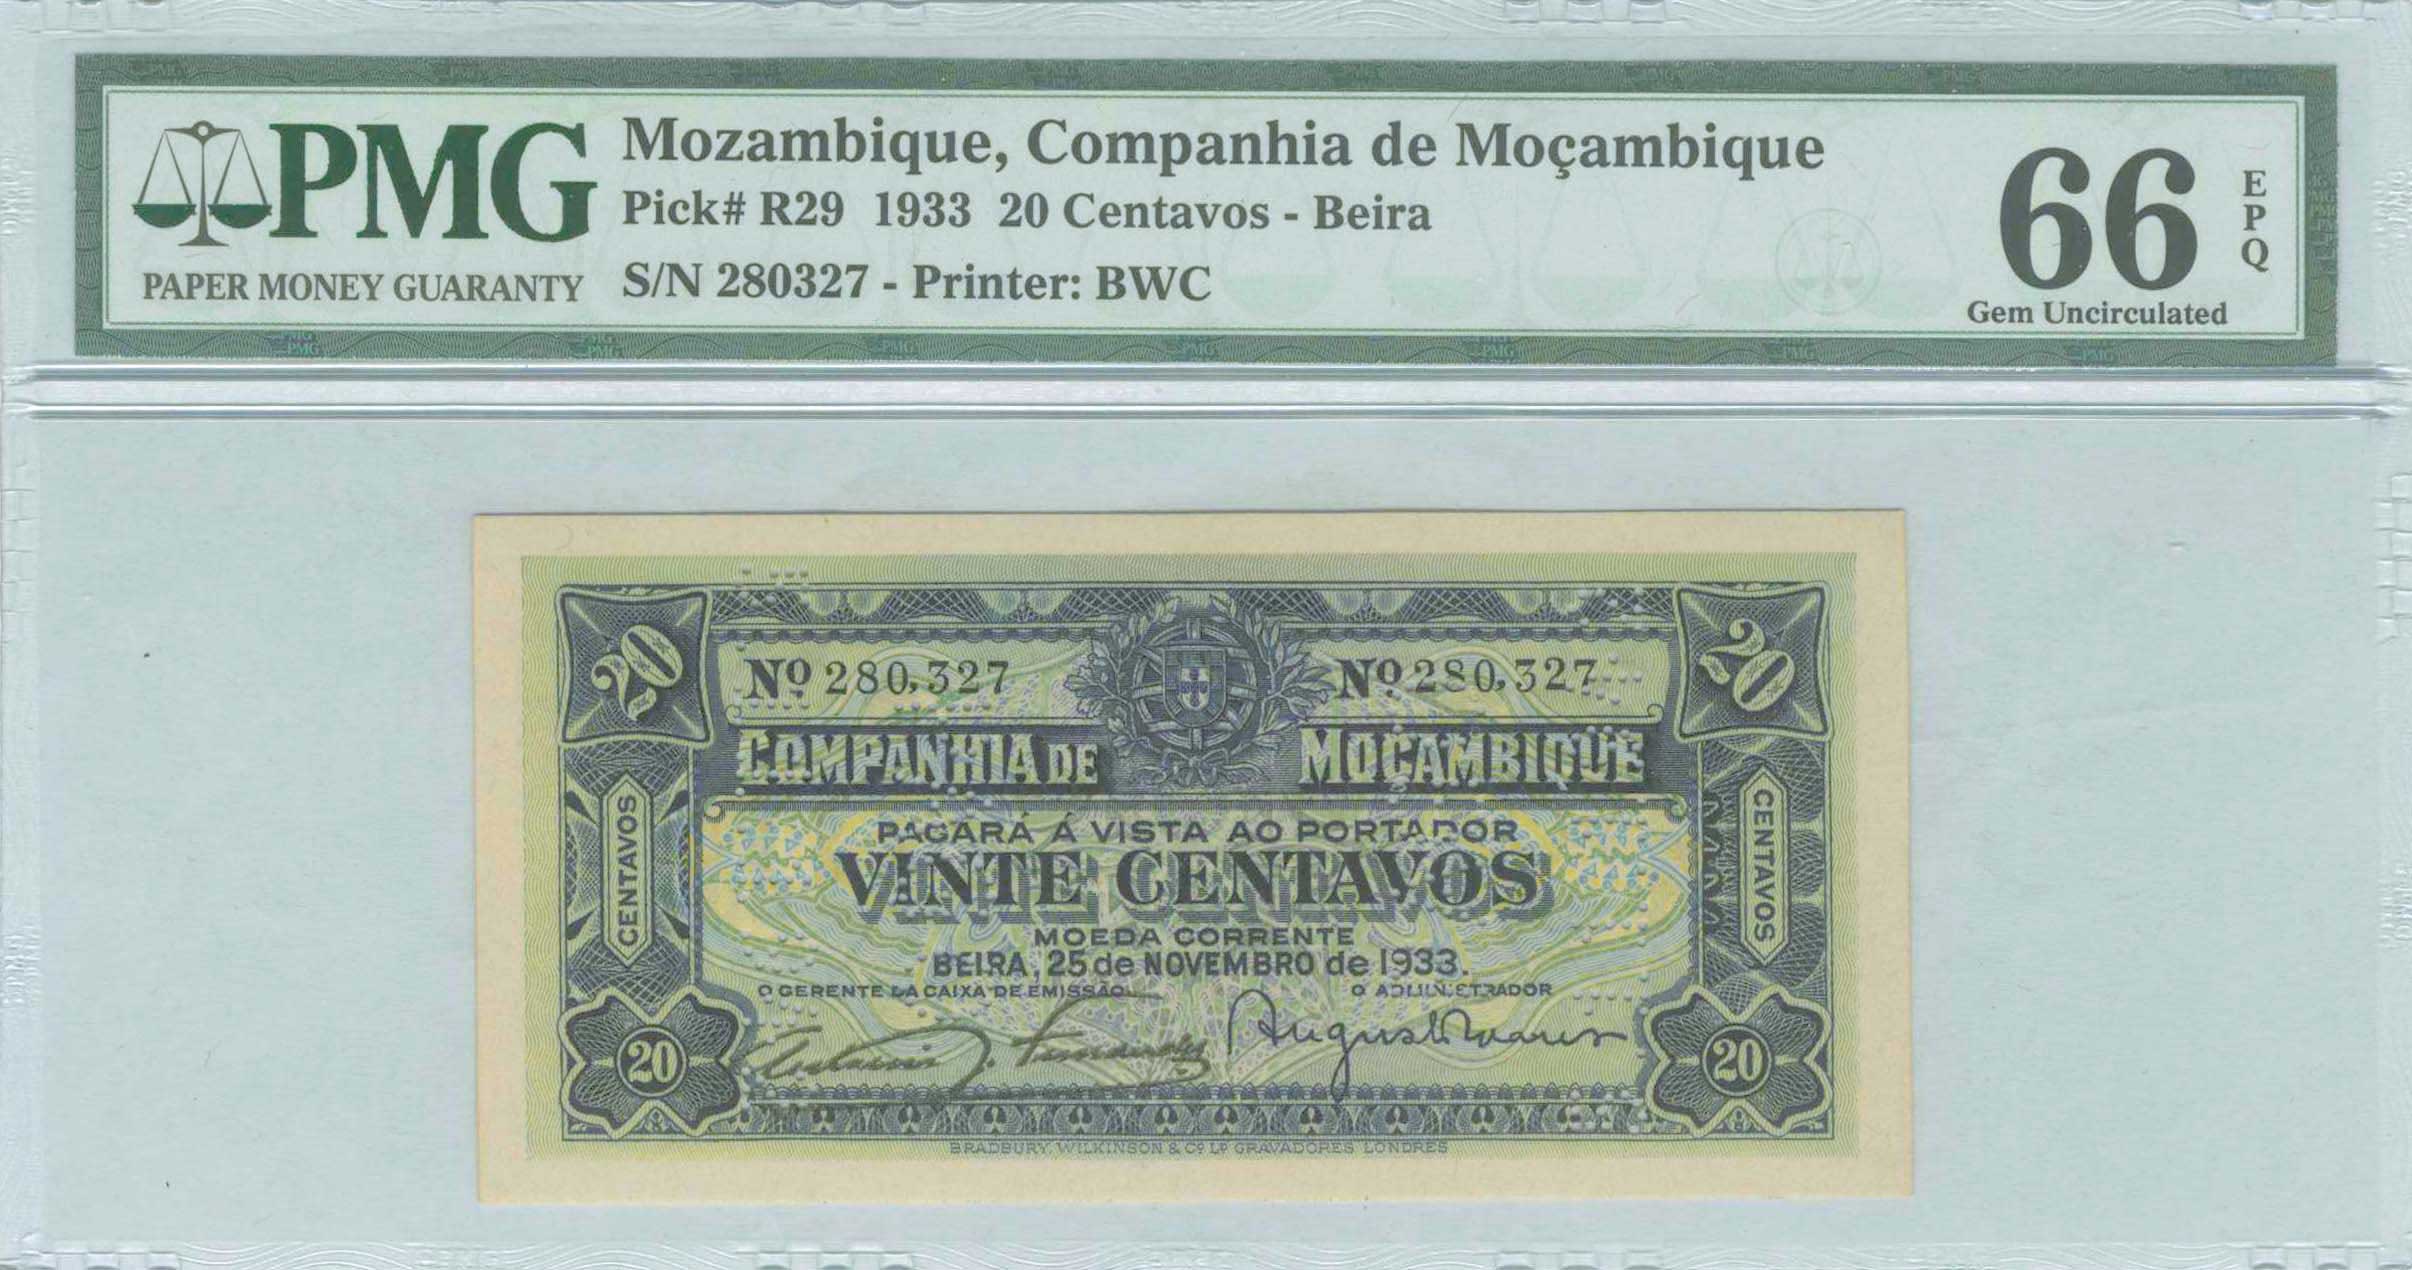 PMG
PAPER MONEY GUARANTY
Mozambique, Companhia de Moçambique
Pick# R29 1933 20 Centavos - Beira
S/N 280327 - Printer: BWC
66
EPQ
Gem Uncirculated
20
20
Nº 280,327
Nº 280,327
COMPANHIA DE MOÇAMBIQUE
CENTAVOS
CENTAVOS
PAGARÁ Á VISTA AO PORTADOR
VINTE CENTAVOS
MOEDA CORRENTE
BEIRA, 25 de NOVEMBRO de 1933.
O GERENTE DA CAIXA DE EMISSÃO
O ADMINISTRADOR
20
20
BRADBURY, WILKINSON & Cº Lᴰ GRAVADORES LONDRES